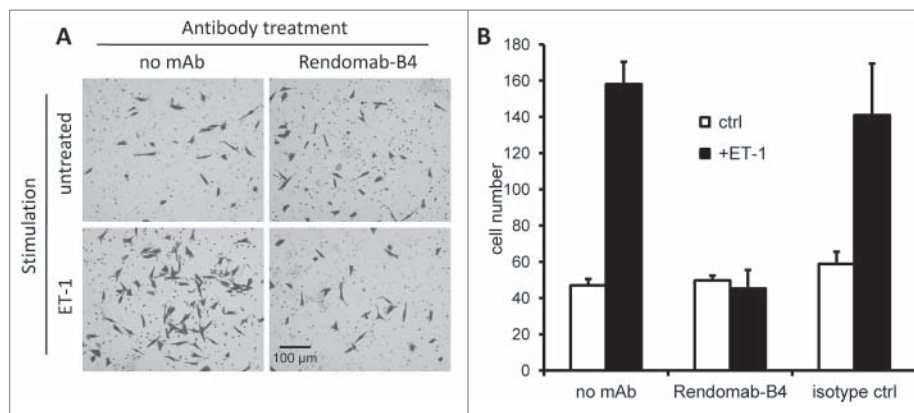 A
Antibody treatment
no mAb
Rendomab-B4
Stimulation
untreated
ET-1
100 µm
B
180
160
140
120
100
80
60
40
20
0
cell number
ctrl
+ET-1
no mAb
Rendomab-B4
isotype ctrl